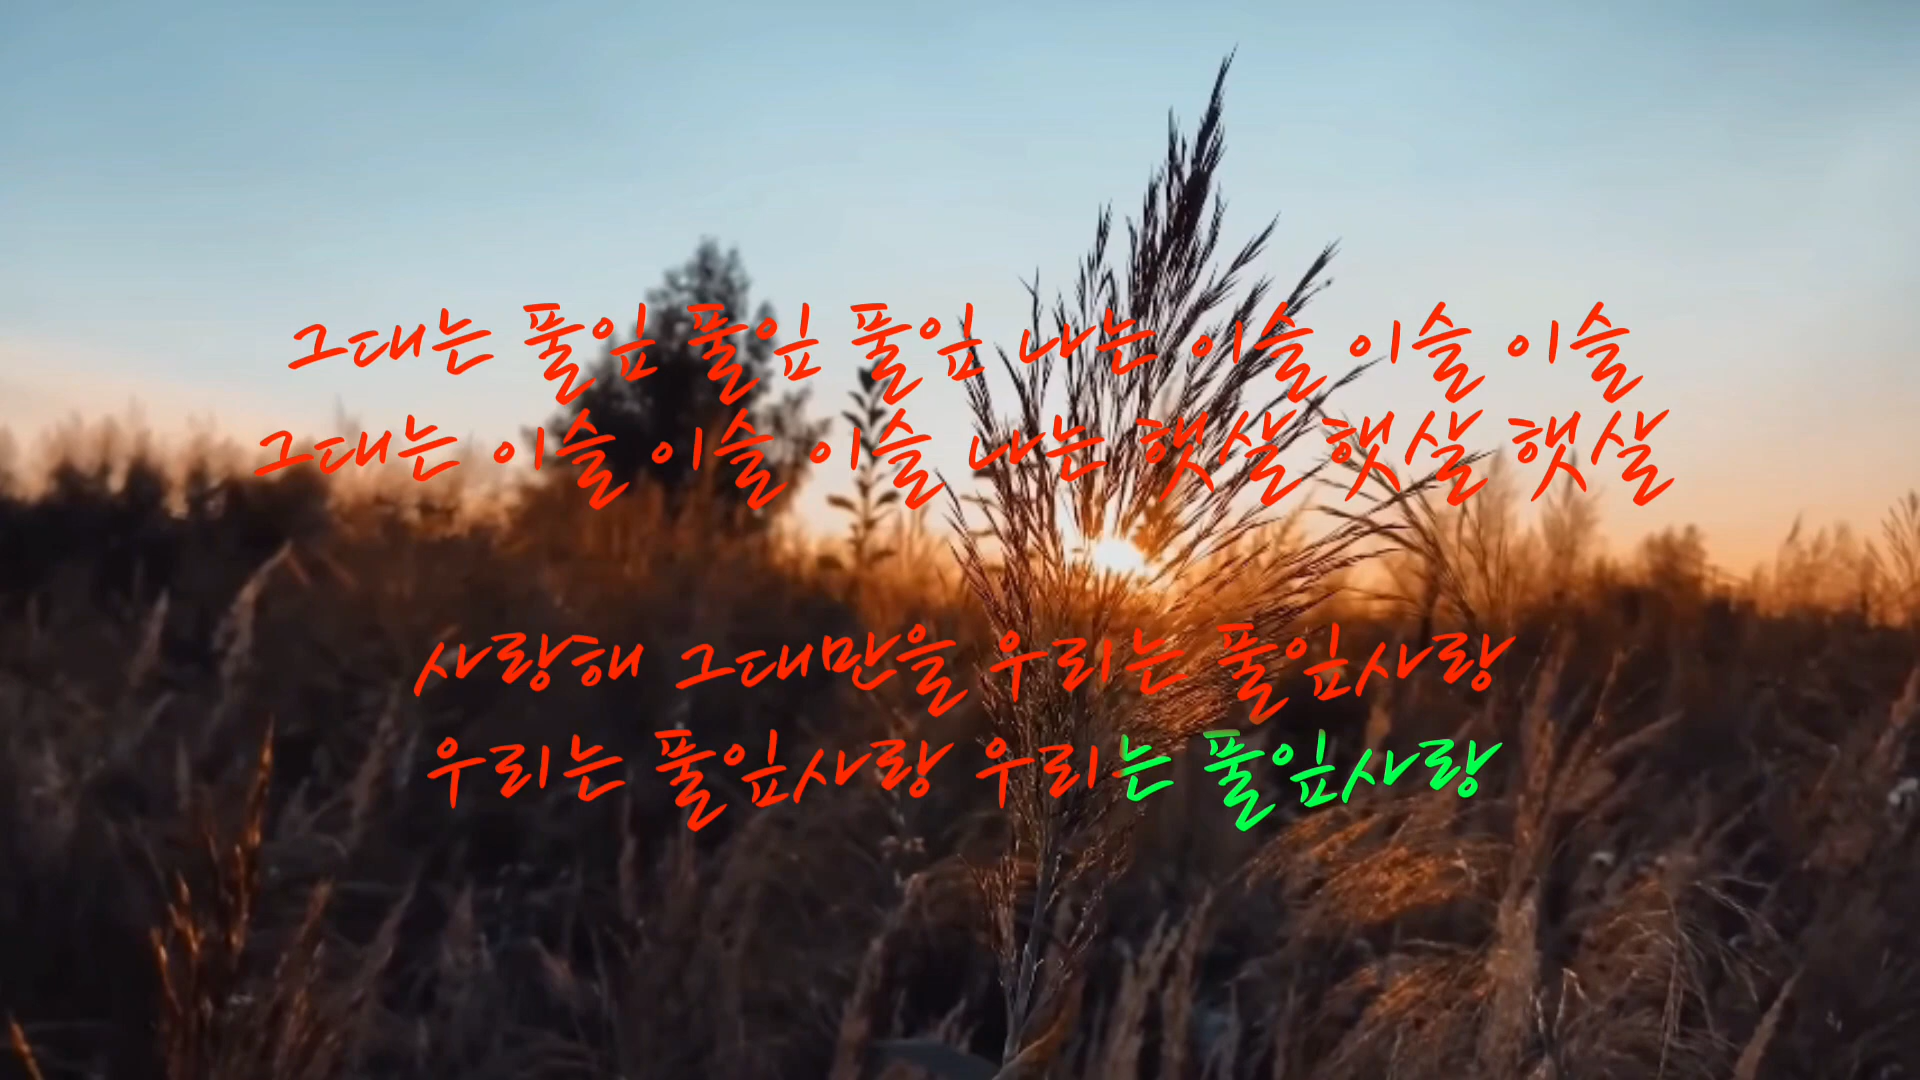 그대는 풀잎 풀잎 풀잎 나는 이슬 이슬 이슬
그대는 이슬 이슬 이슬 나는 햇살 햇살 햇살
사랑해 그대만을 우리는 풀잎사랑
우리는 풀잎사랑 우리는 풀잎사랑